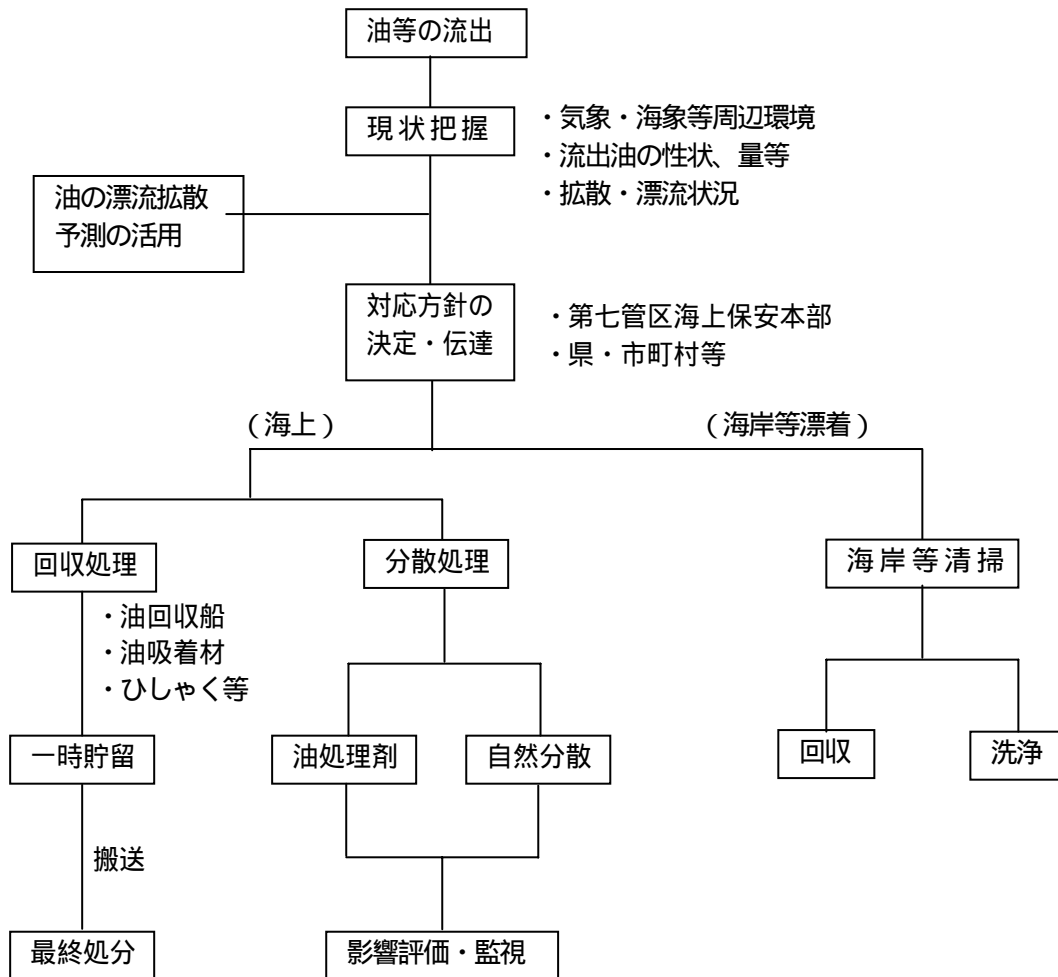 油等の流出
現状把握
・気象・海象等周辺環境
・流出油の性状、量等
・拡散・漂流状況
油の漂流拡散
予測の活用
対応方針の
決定・伝達
・第七管区海上保安本部
・県・市町村等
（海上）
（海岸等漂着）
回収処理
分散処理
海岸等清掃
・油回収船
・油吸着材
・ひしゃく等
一時貯留
油処理剤
自然分散
回収
洗浄
搬送
最終処分
影響評価・監視